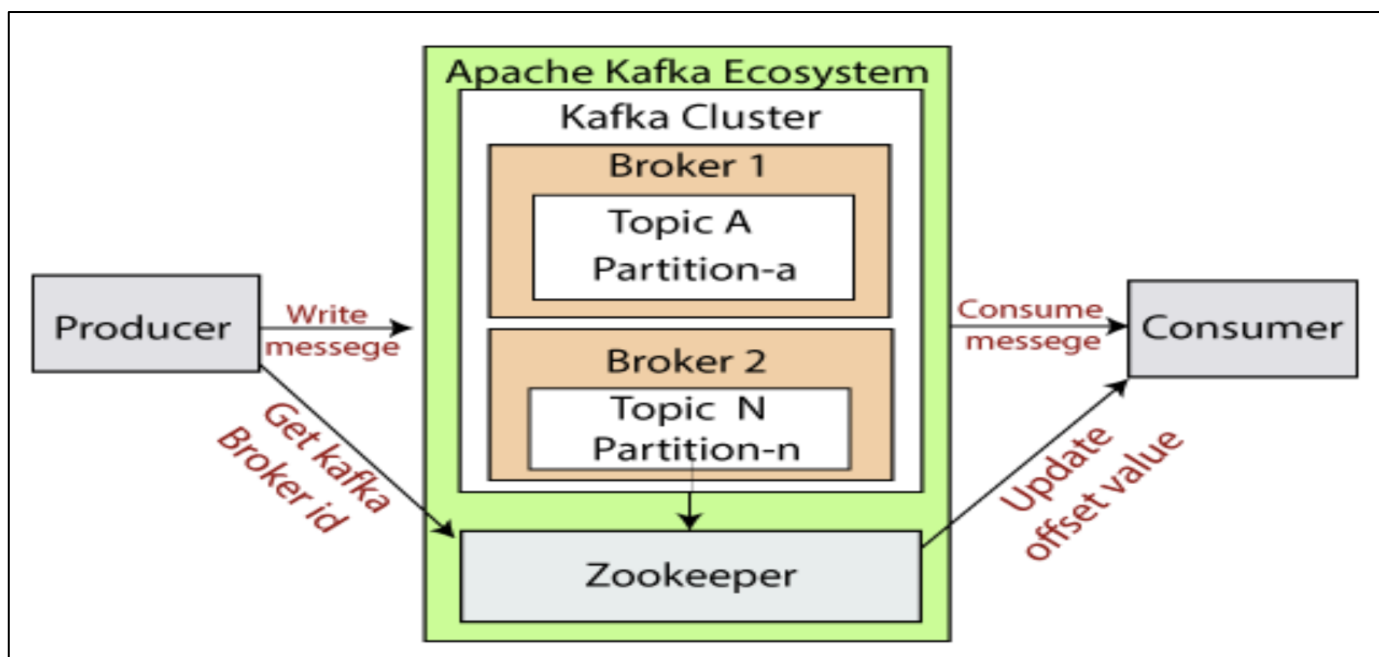 Apache Kafka Ecosystem
Kafka Cluster
Broker 1
Topic A
Partition-a
Producer
Write
messege
Consume
messege
Consumer
Broker 2
Topic N
Partition-n
Get kafka
Broker id
Update
offset value
Zookeeper